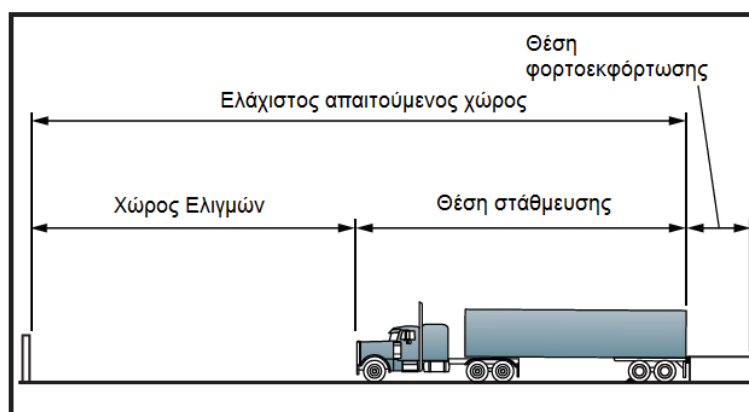 Θέση
φορτοεκφόρτωσης
Ελάχιστος απαιτούμενος χώρος
Χώρος Ελιγμών
Θέση στάθμευσης